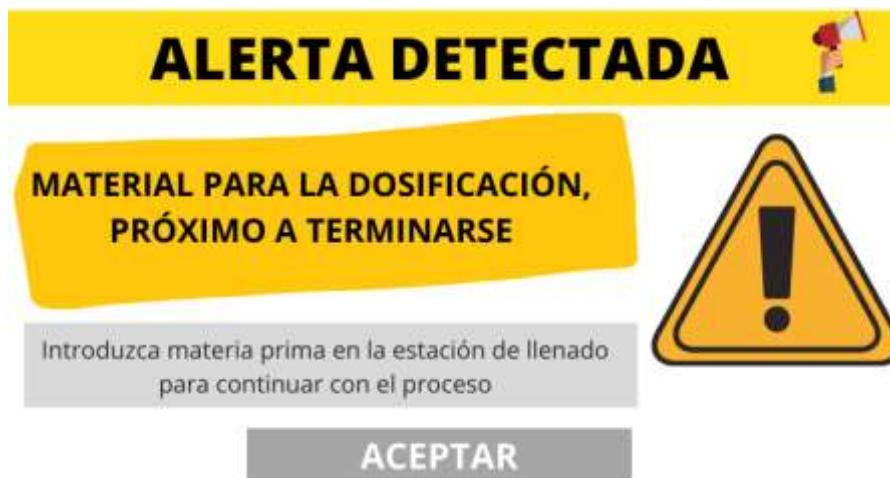 ALERTA DETECTADA
MATERIAL PARA LA DOSIFICACIÓN,
PRÓXIMO A TERMINARSE
Introduzca materia prima en la estación de llenado
para continuar con el proceso
ACEPTAR